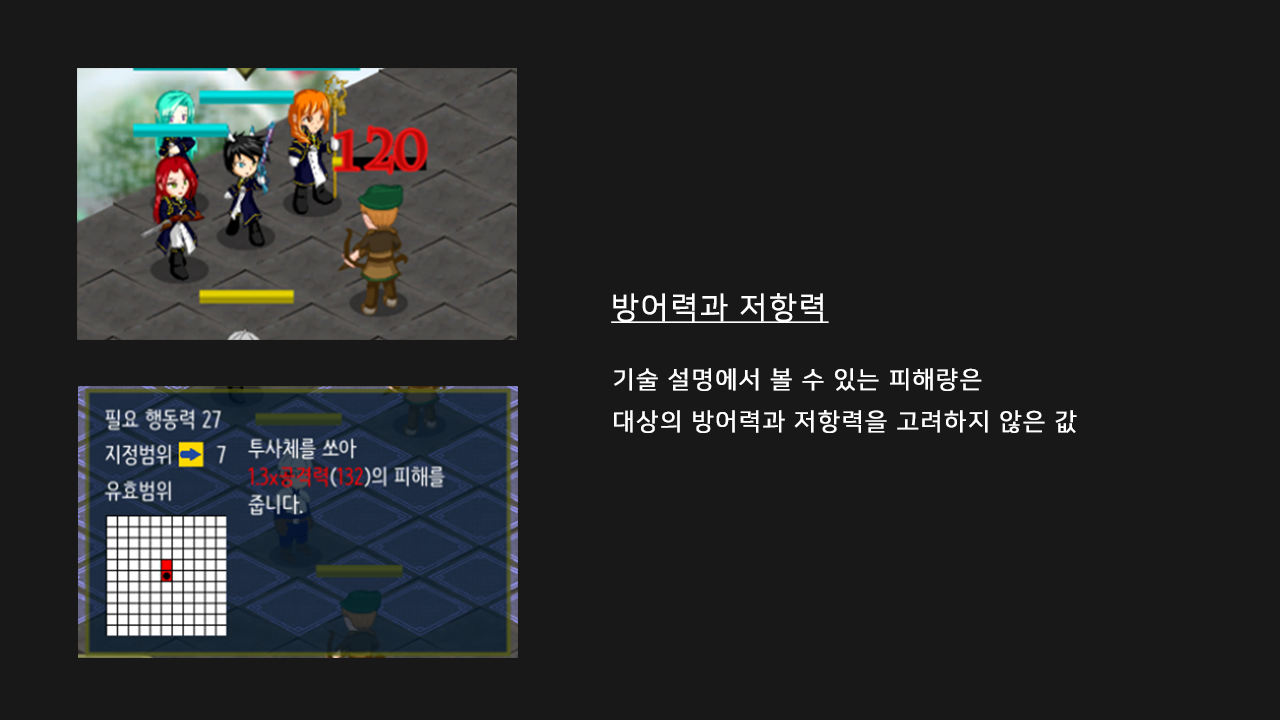 120
방어력과 저항력
기술 설명에서 볼 수 있는 피해량은
대상의 방어력과 저항력을 고려하지 않은 값
필요 행동력 27
지정범위 7
유효범위
투사체를 쏘아
1.3x공격력(132)의 피해를
줍니다.